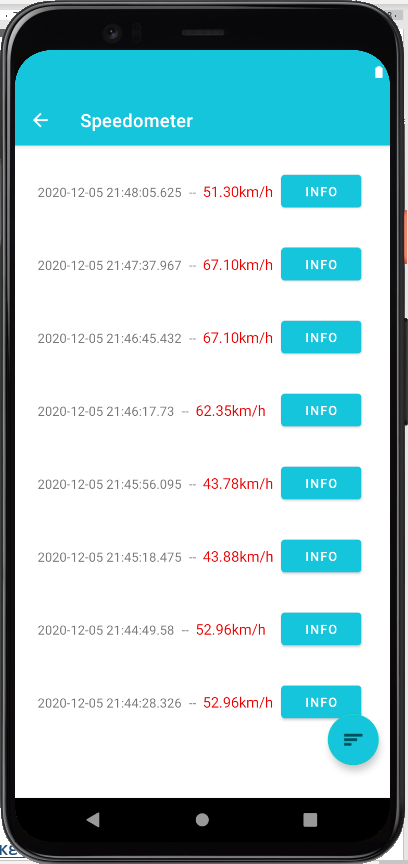 Speedometer
2020-12-05 21:48:05.625 -- 51.30km/h INFO
2020-12-05 21:47:37.967 -- 67.10km/h INFO
2020-12-05 21:46:45.432 -- 67.10km/h INFO
2020-12-05 21:46:17.73 -- 62.35km/h INFO
2020-12-05 21:45:56.095 -- 43.78km/h INFO
2020-12-05 21:45:18.475 -- 43.88km/h INFO
2020-12-05 21:44:49.58 -- 52.96km/h INFO
2020-12-05 21:44:28.326 -- 52.96km/h INFO